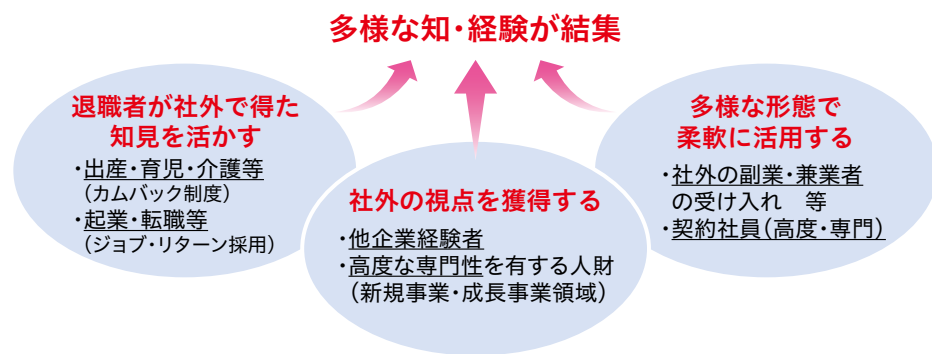 多様な知・経験が結集
退職者が社外で得た
知見を活かす
・出産・育児・介護等
（カムバック制度）
・起業・転職等
（ジョブ・リターン採用）
社外の視点を獲得する
・他企業経験者
・高度な専門性を有する人財
（新規事業・成長事業領域）
多様な形態で
柔軟に活用する
・社外の副業・兼業者
の受け入れ　等
・契約社員（高度・専門）